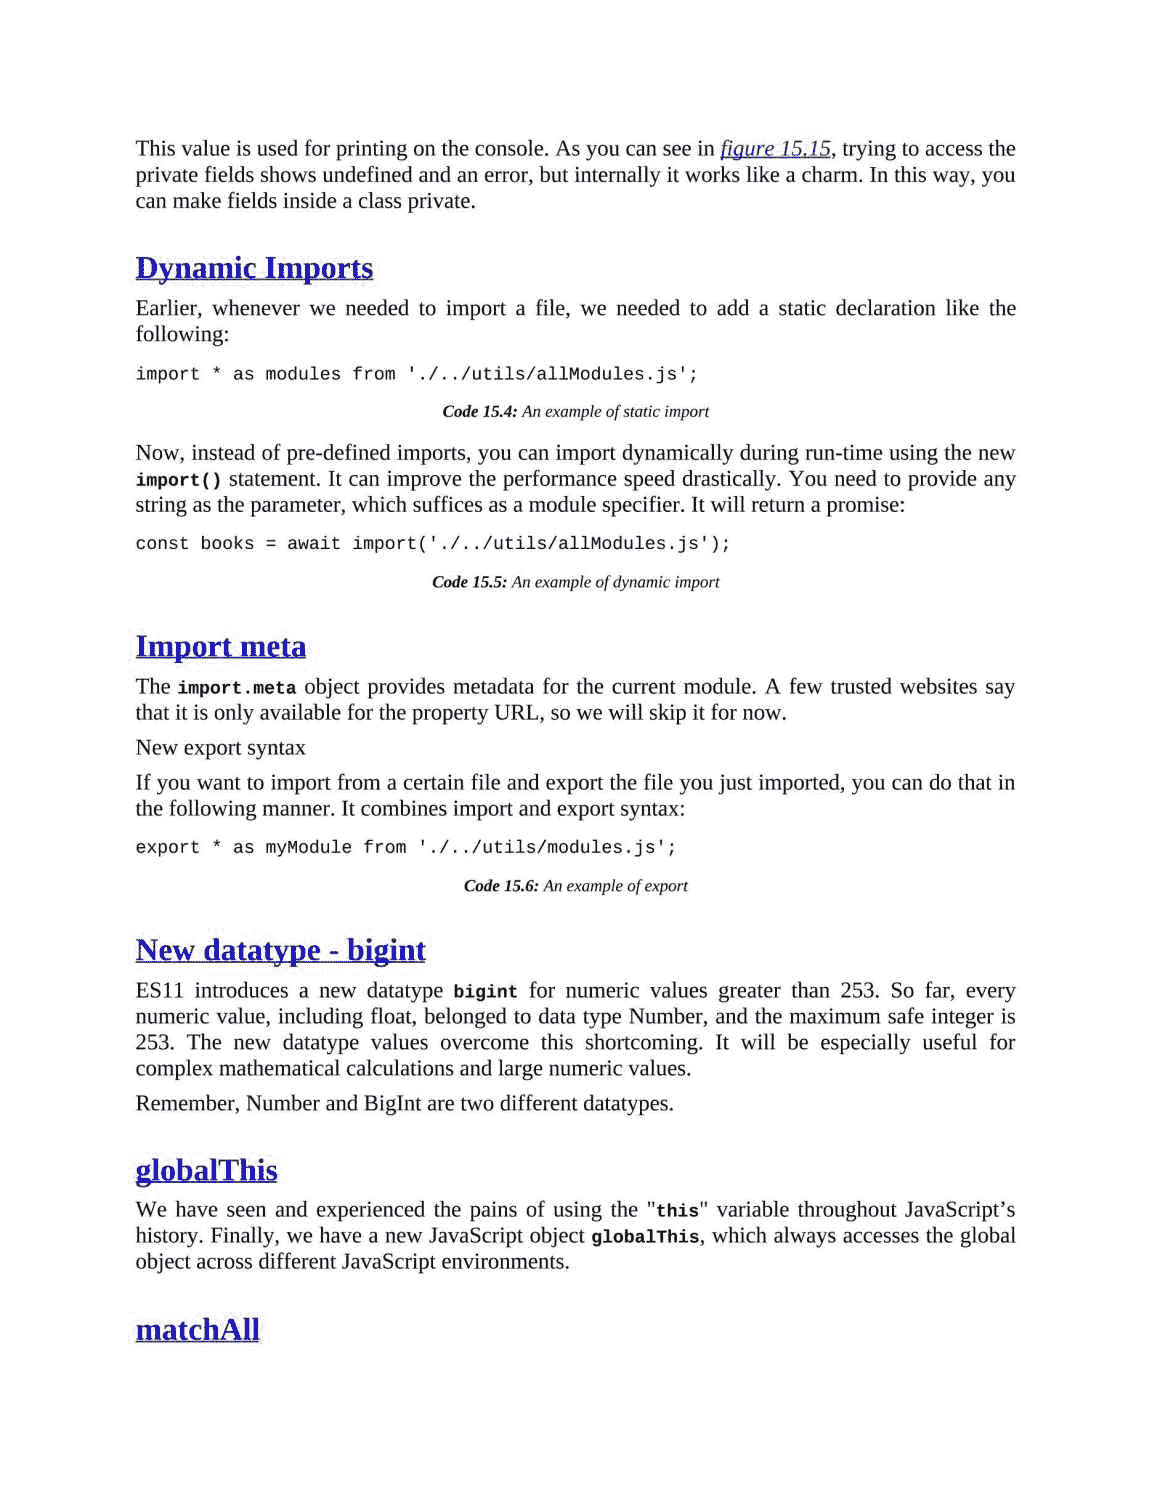 This value is used for printing on the console. As you can see in figure 15.15, trying to access the
private fields shows undefined and an error, but internally it works like a charm. In this way, you
can make fields inside a class private.
Dynamic Imports
Earlier, whenever we needed to import a file, we needed to add a static declaration like the
following:
import * as modules from './../utils/allModules.js';
Code 15.4: An example of static import
Now, instead of pre-defined imports, you can import dynamically during run-time using the new
import() statement. It can improve the performance speed drastically. You need to provide any
string as the parameter, which suffices as a module specifier. It will return a promise:
const books = await import('./../utils/allModules.js');
Code 15.5: An example of dynamic import
Import meta
The import.meta object provides metadata for the current module. A few trusted websites say
that it is only available for the property URL, so we will skip it for now.
New export syntax
If you want to import from a certain file and export the file you just imported, you can do that in
the following manner. It combines import and export syntax:
export * as myModule from './../utils/modules.js';
Code 15.6: An example of export
New datatype - bigint
ES11 introduces a new datatype bigint for numeric values greater than 253. So far, every
numeric value, including float, belonged to data type Number, and the maximum safe integer is
253. The new datatype values overcome this shortcoming. It will be especially useful for
complex mathematical calculations and large numeric values.
Remember, Number and BigInt are two different datatypes.
globalThis
We have seen and experienced the pains of using the "this" variable throughout JavaScript’s
history. Finally, we have a new JavaScript object globalThis, which always accesses the global
object across different JavaScript environments.
matchAll